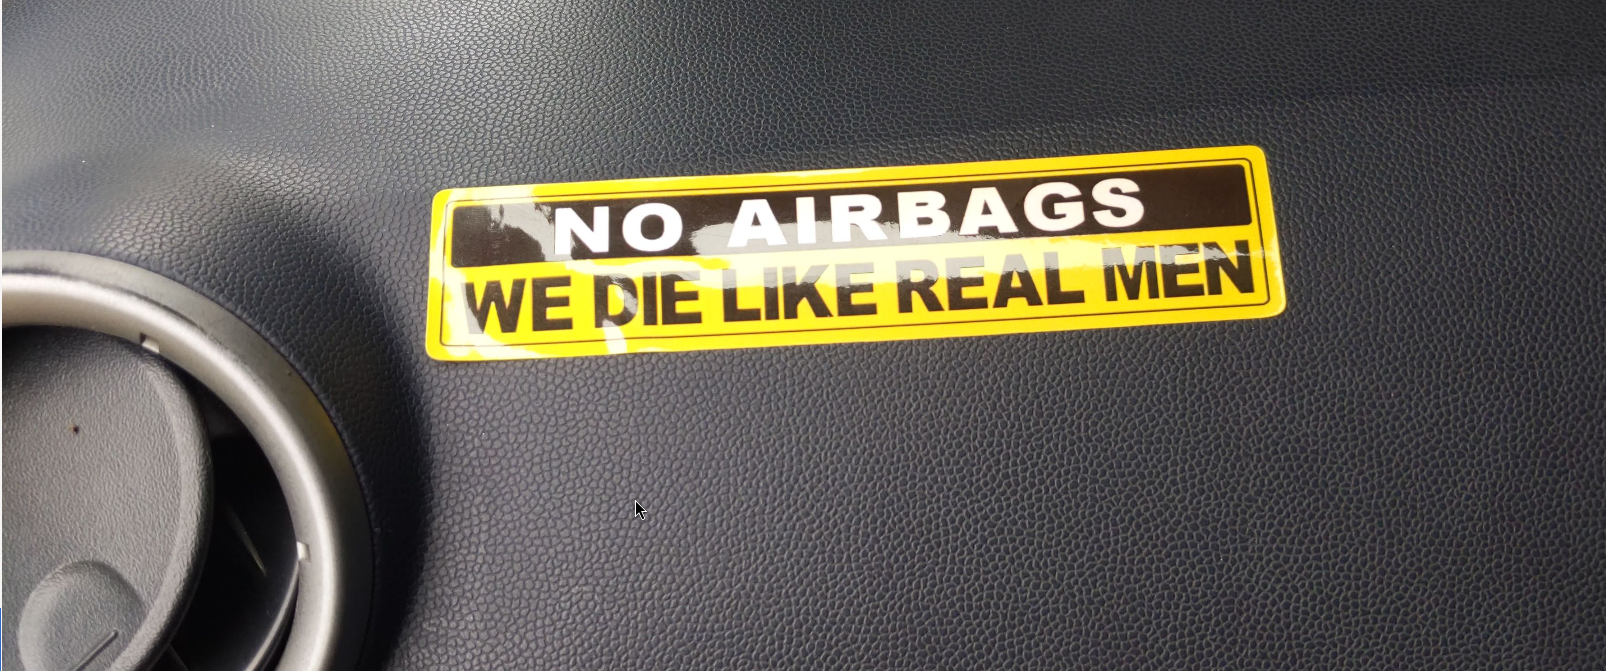 NO AIRBAGS
WE DIE LIKE REAL MEN